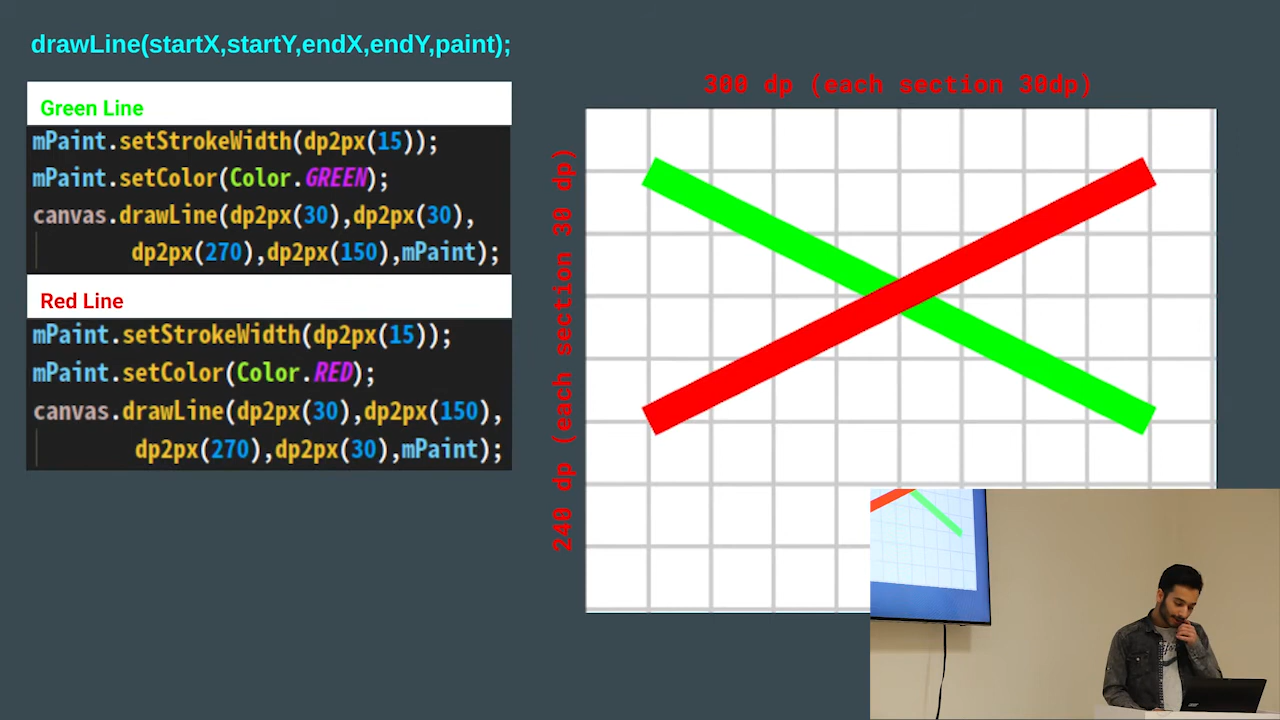 drawLine(startX,startY,endX,endY,paint);
Green Line
mPaint.setStrokeWidth(dp2px(15));
mPaint.setColor(Color.GREEN);
canvas.drawLine(dp2px(30),dp2px(30),
dp2px(270),dp2px(150),mPaint);
Red Line
mPaint.setStrokeWidth(dp2px(15));
mPaint.setColor(Color.RED);
canvas.drawLine(dp2px(30),dp2px(150),
dp2px(270),dp2px(30),mPaint);
300 dp (each section 30dp)
240 dp (each section 30 dp)